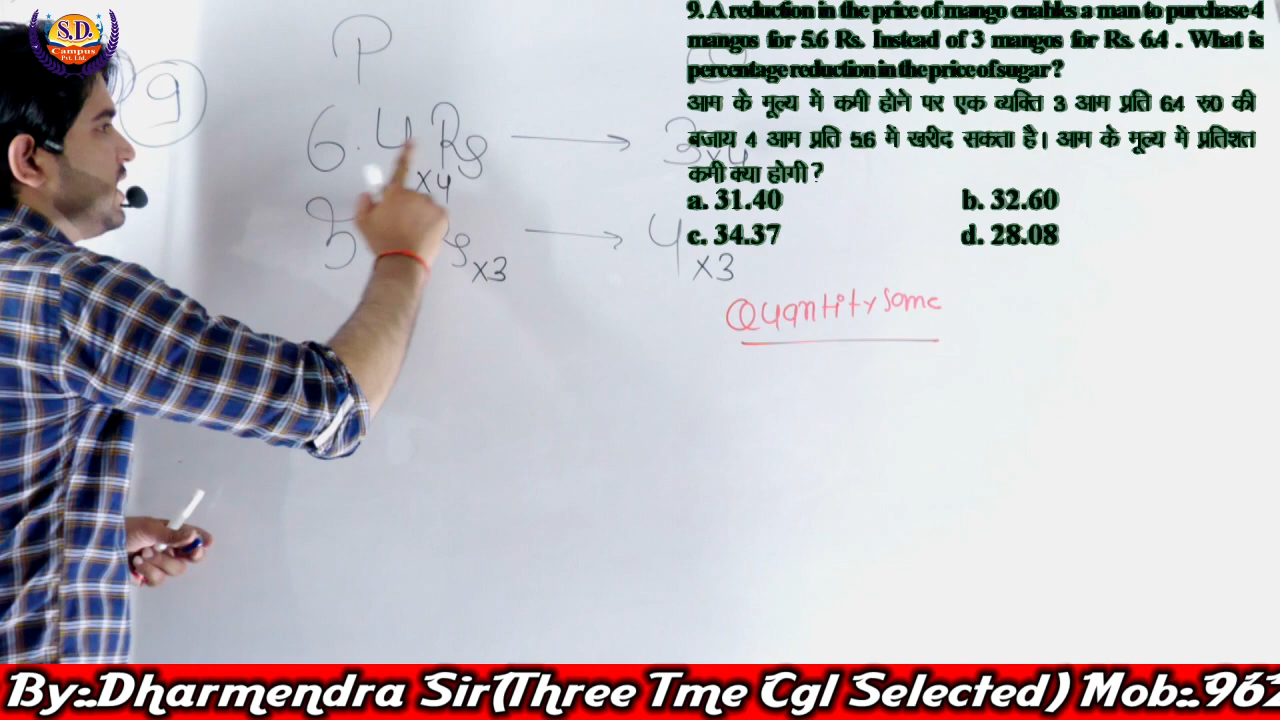 S.D.
Campus
Pvt. Ltd.
9
P
6.4 Rs → 3x4
x4
x3
4
x3
Quantity Same
9. A reduction in the price of mango enables a man to purchase 4
mangos for 5.6 Rs. Instead of 3 mangos for Rs. 6.4 . What is
percentage reduction in the price of sugar ?
आम के मूल्य में कमी होने पर एक व्यक्ति 3 आम प्रति 6.4 रु0 की
बजाय 4 आम प्रति 5.6 में खरीद सकता है। आम के मूल्य में प्रतिशत
कमी क्या होगी ?
a. 31.40 b. 32.60
c. 34.37 d. 28.08
By:.Dharmendra Sir(Three Tme Cgl Selected) Mob:.962